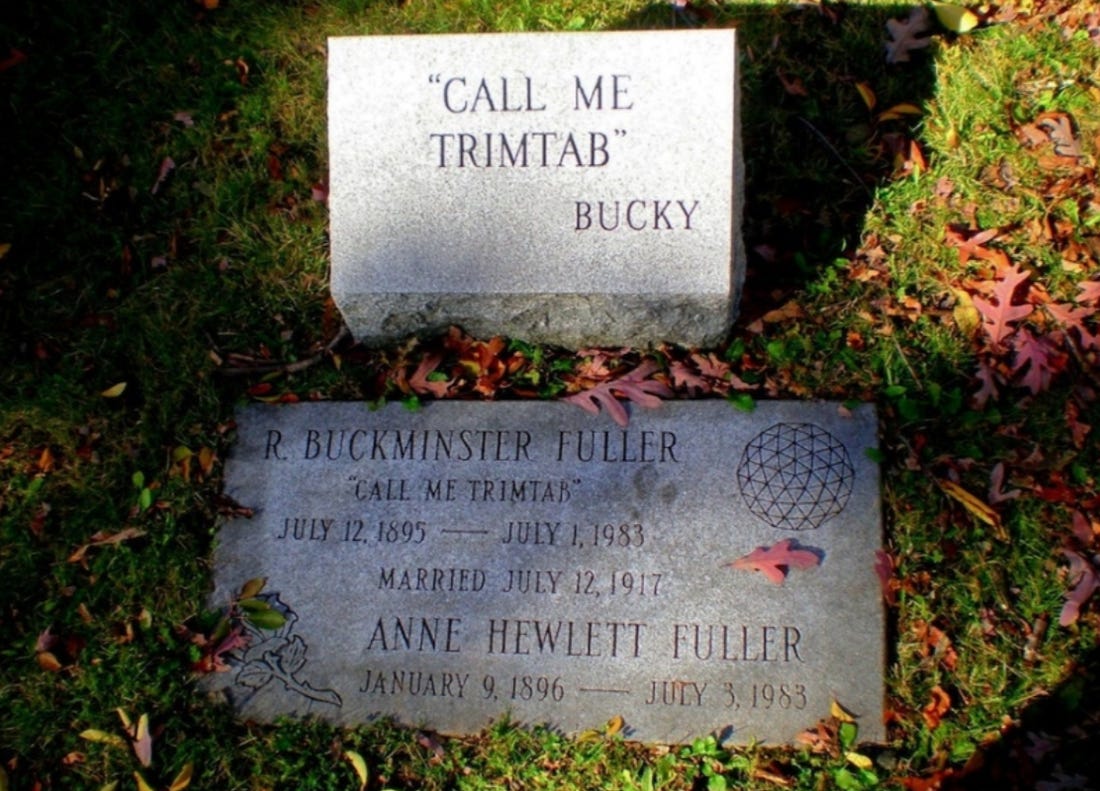 “CALL ME
TRIMTAB”
BUCKY
R. BUCKMINSTER FULLER
“CALL ME TRIMTAB”
JULY 12, 1895 — JULY 1, 1983
MARRIED JULY 12, 1917
ANNE HEWLETT FULLER
JANUARY 9, 1896 — JULY 3, 1983